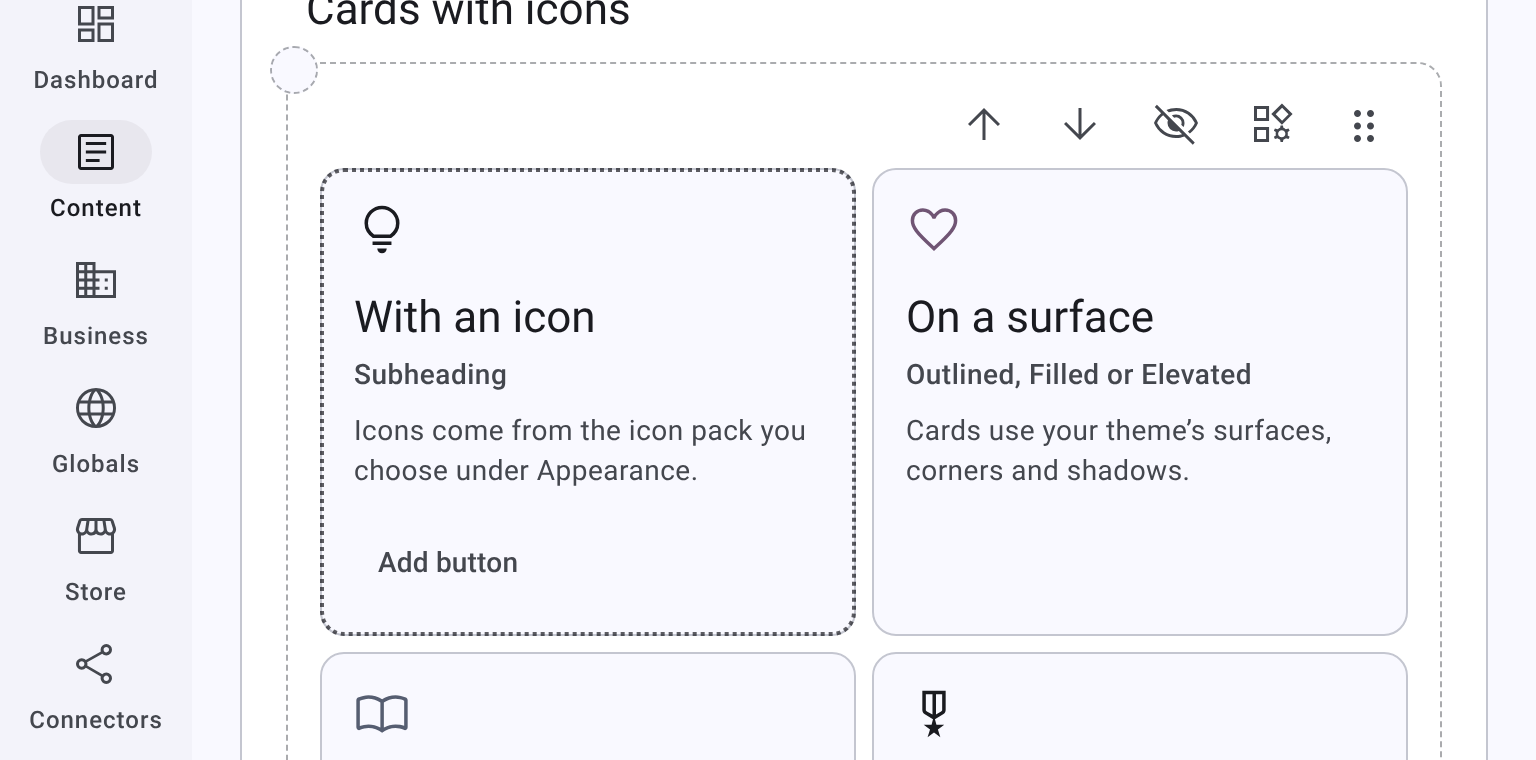 Cards with icons
Dashboard
Content
Business
Globals
Store
Connectors
With an icon
Subheading
Icons come from the icon pack you
choose under Appearance.
Add button
On a surface
Outlined, Filled or Elevated
Cards use your theme’s surfaces,
corners and shadows.